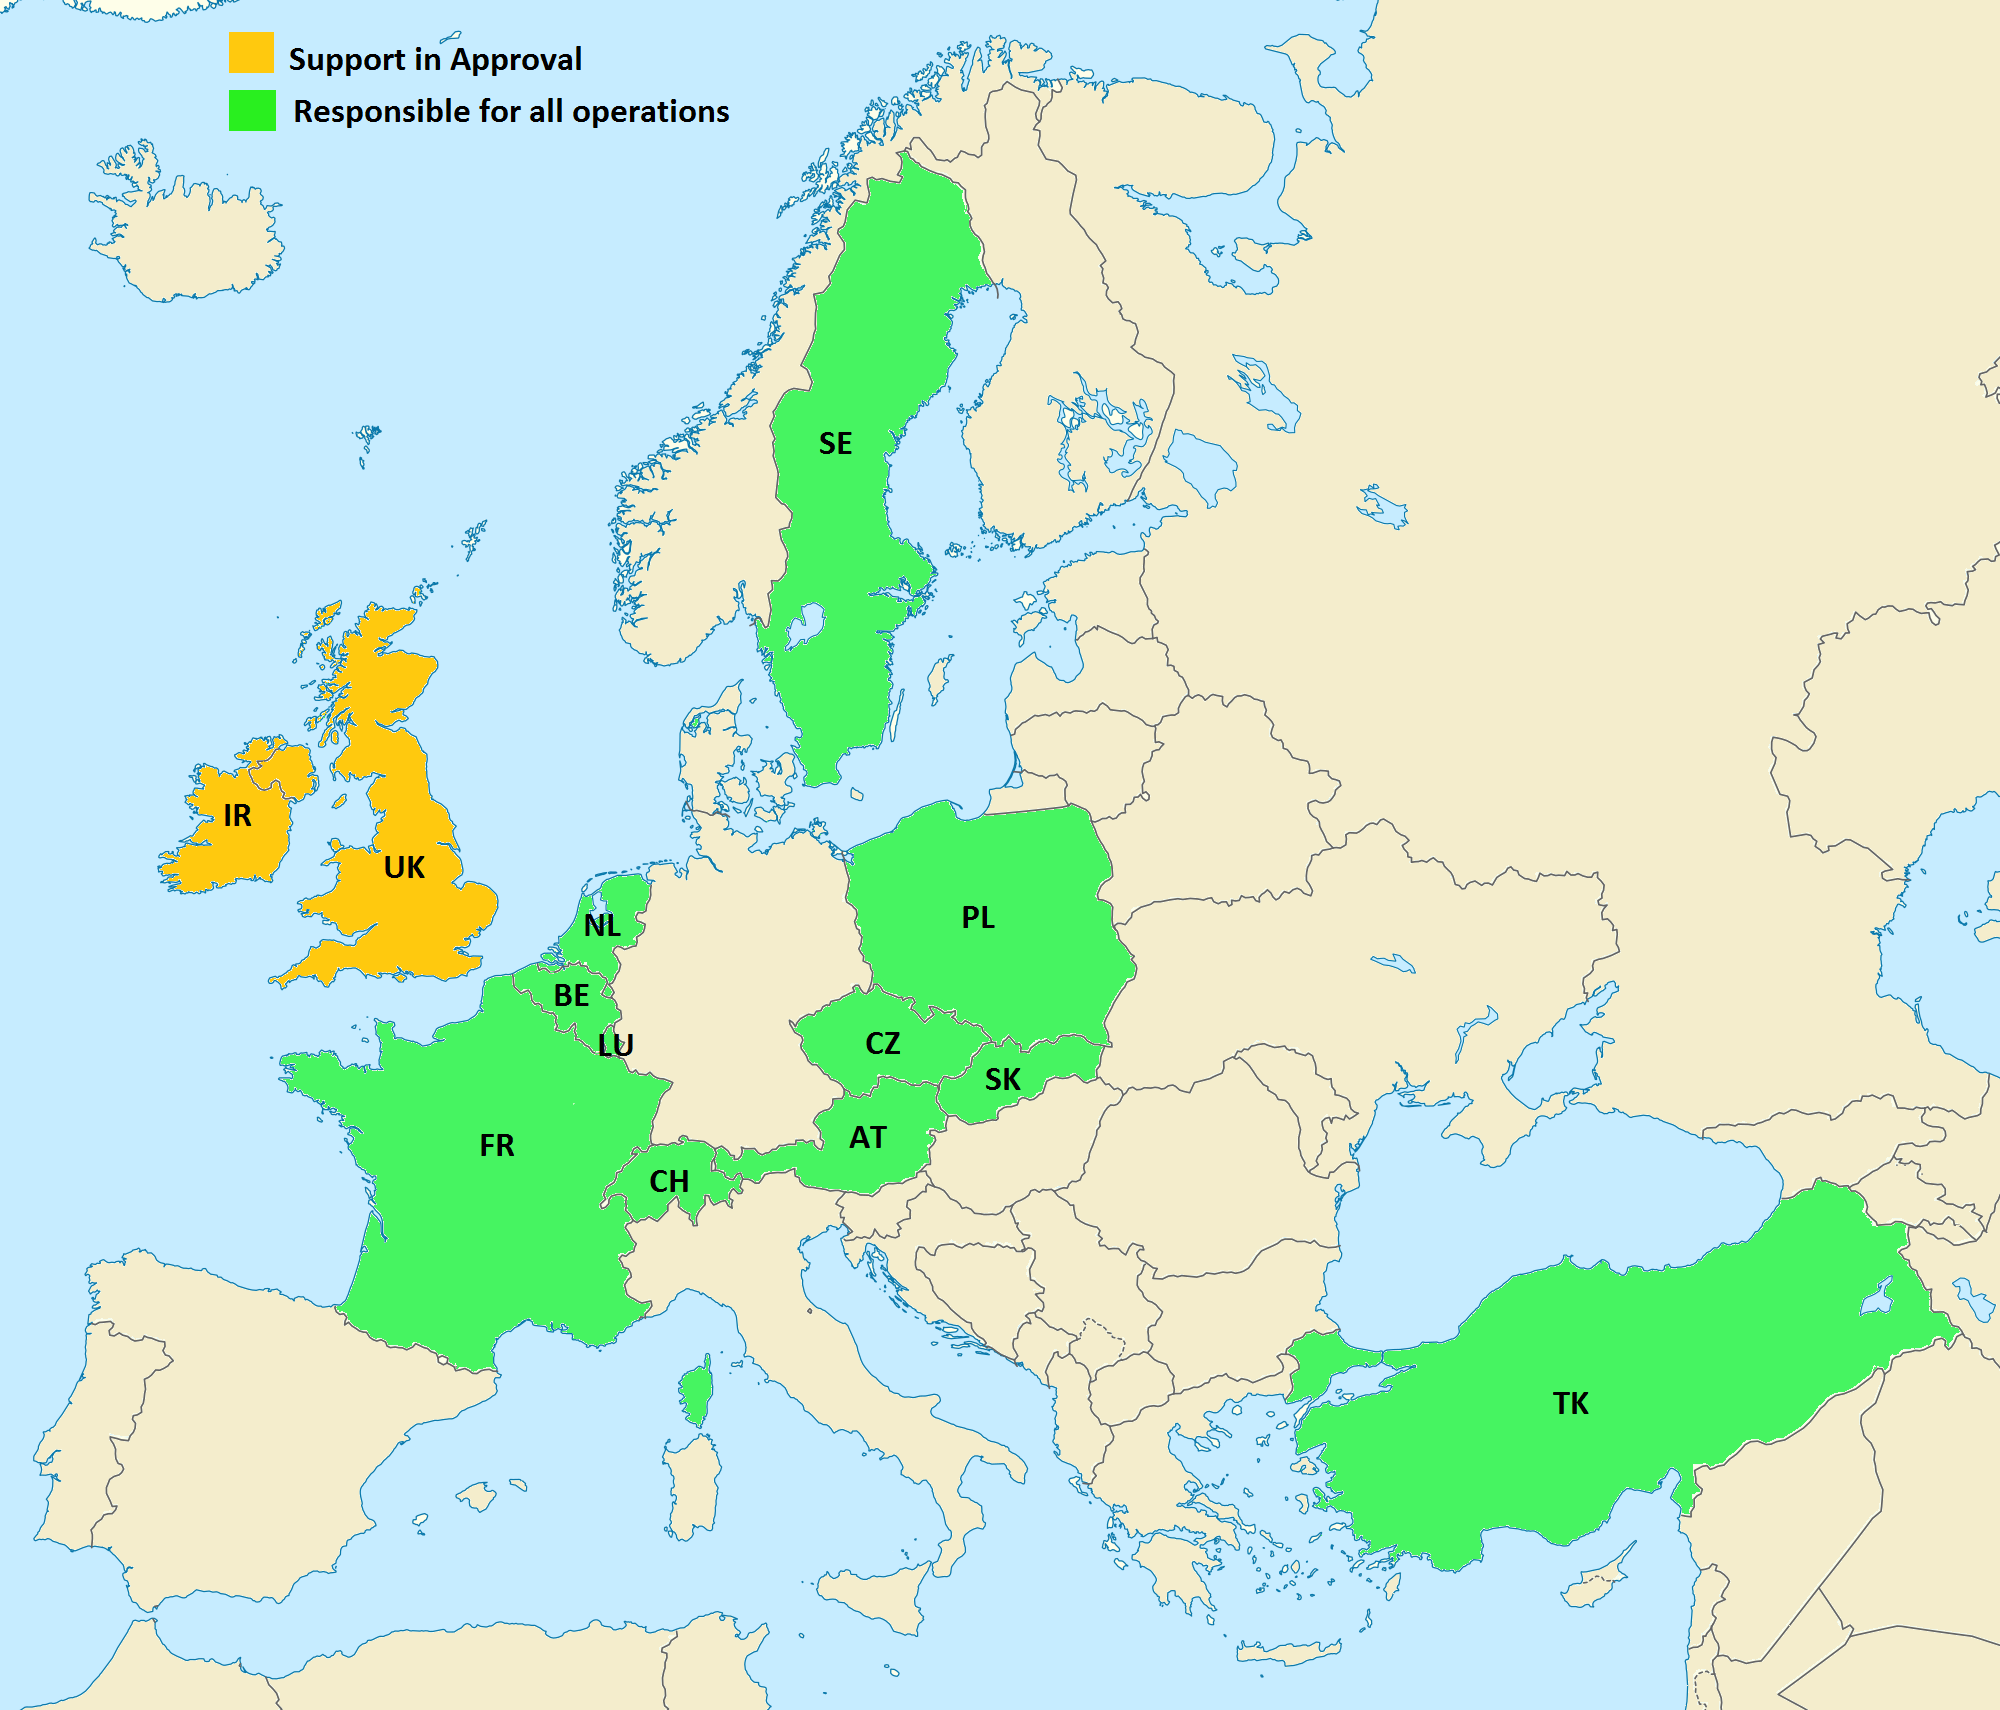 Support in Approval
Responsible for all operations
SE
IR
UK
NL
PL
BE
LU
CZ
SK
FR
AT
CH
TK